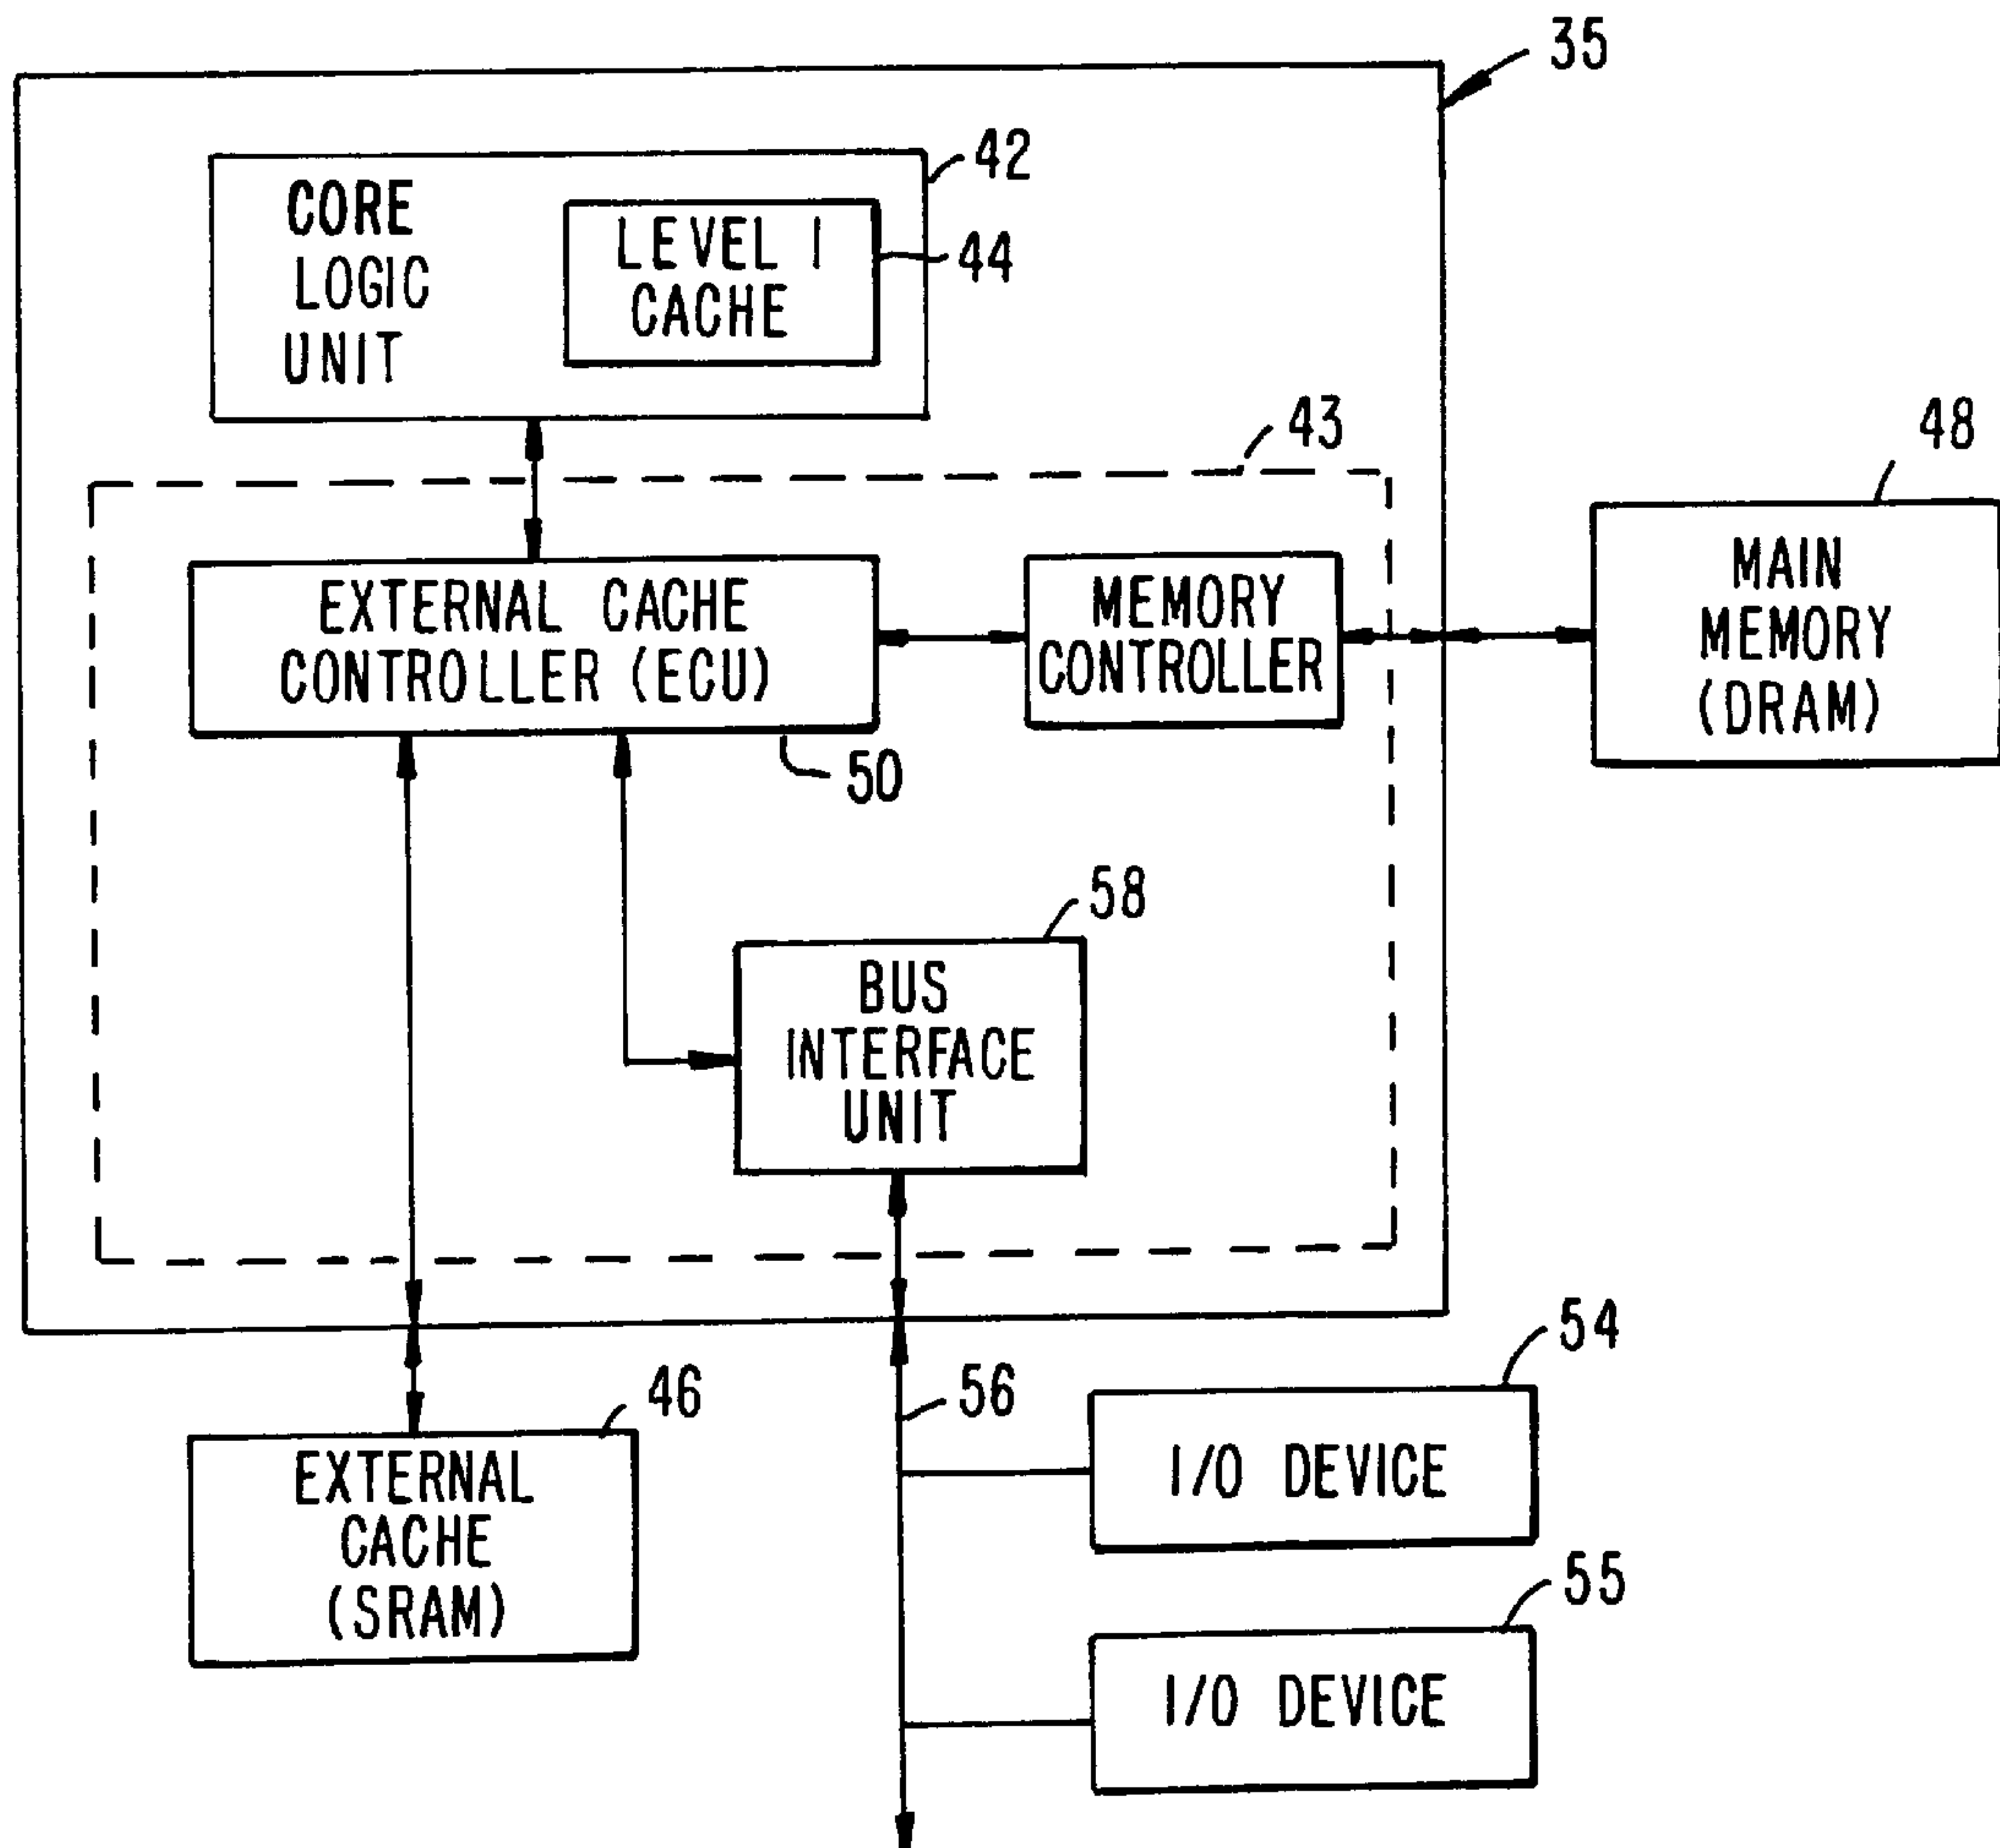 35
42
CORE
LOGIC
UNIT
LEVEL 1
CACHE
44
43
48
EXTERNAL CACHE
CONTROLLER (ECU)
50
MEMORY
CONTROLLER
MAIN
MEMORY
(DRAM)
58
BUS
INTERFACE
UNIT
46
EXTERNAL
CACHE
(SRAM)
56
54
I/O DEVICE
55
I/O DEVICE